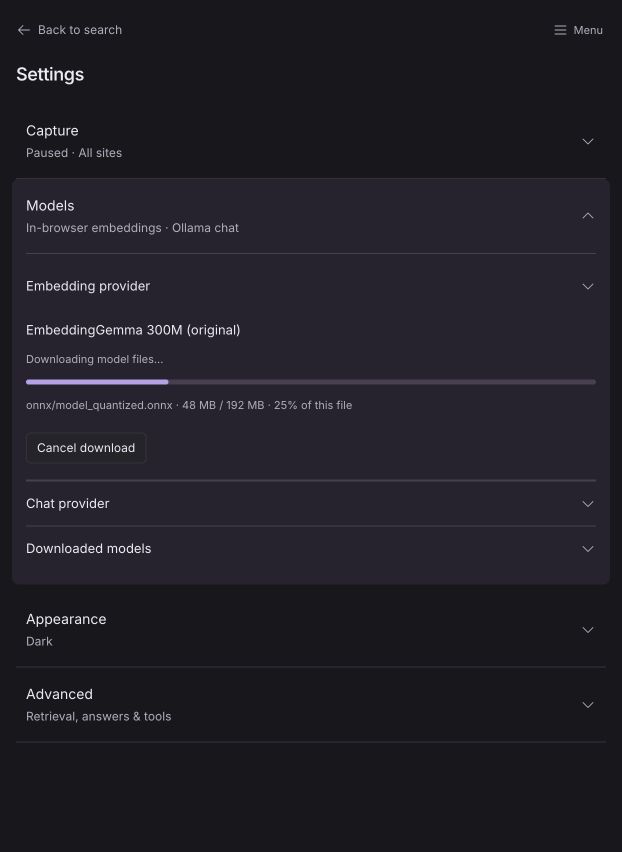 Back to search
Menu
Settings
Capture
Paused · All sites
Models
In-browser embeddings · Ollama chat
Embedding provider
EmbeddingGemma 300M (original)
Downloading model files...
onnx/model_quantized.onnx · 48 MB / 192 MB · 25% of this file
Cancel download
Chat provider
Downloaded models
Appearance
Dark
Advanced
Retrieval, answers & tools